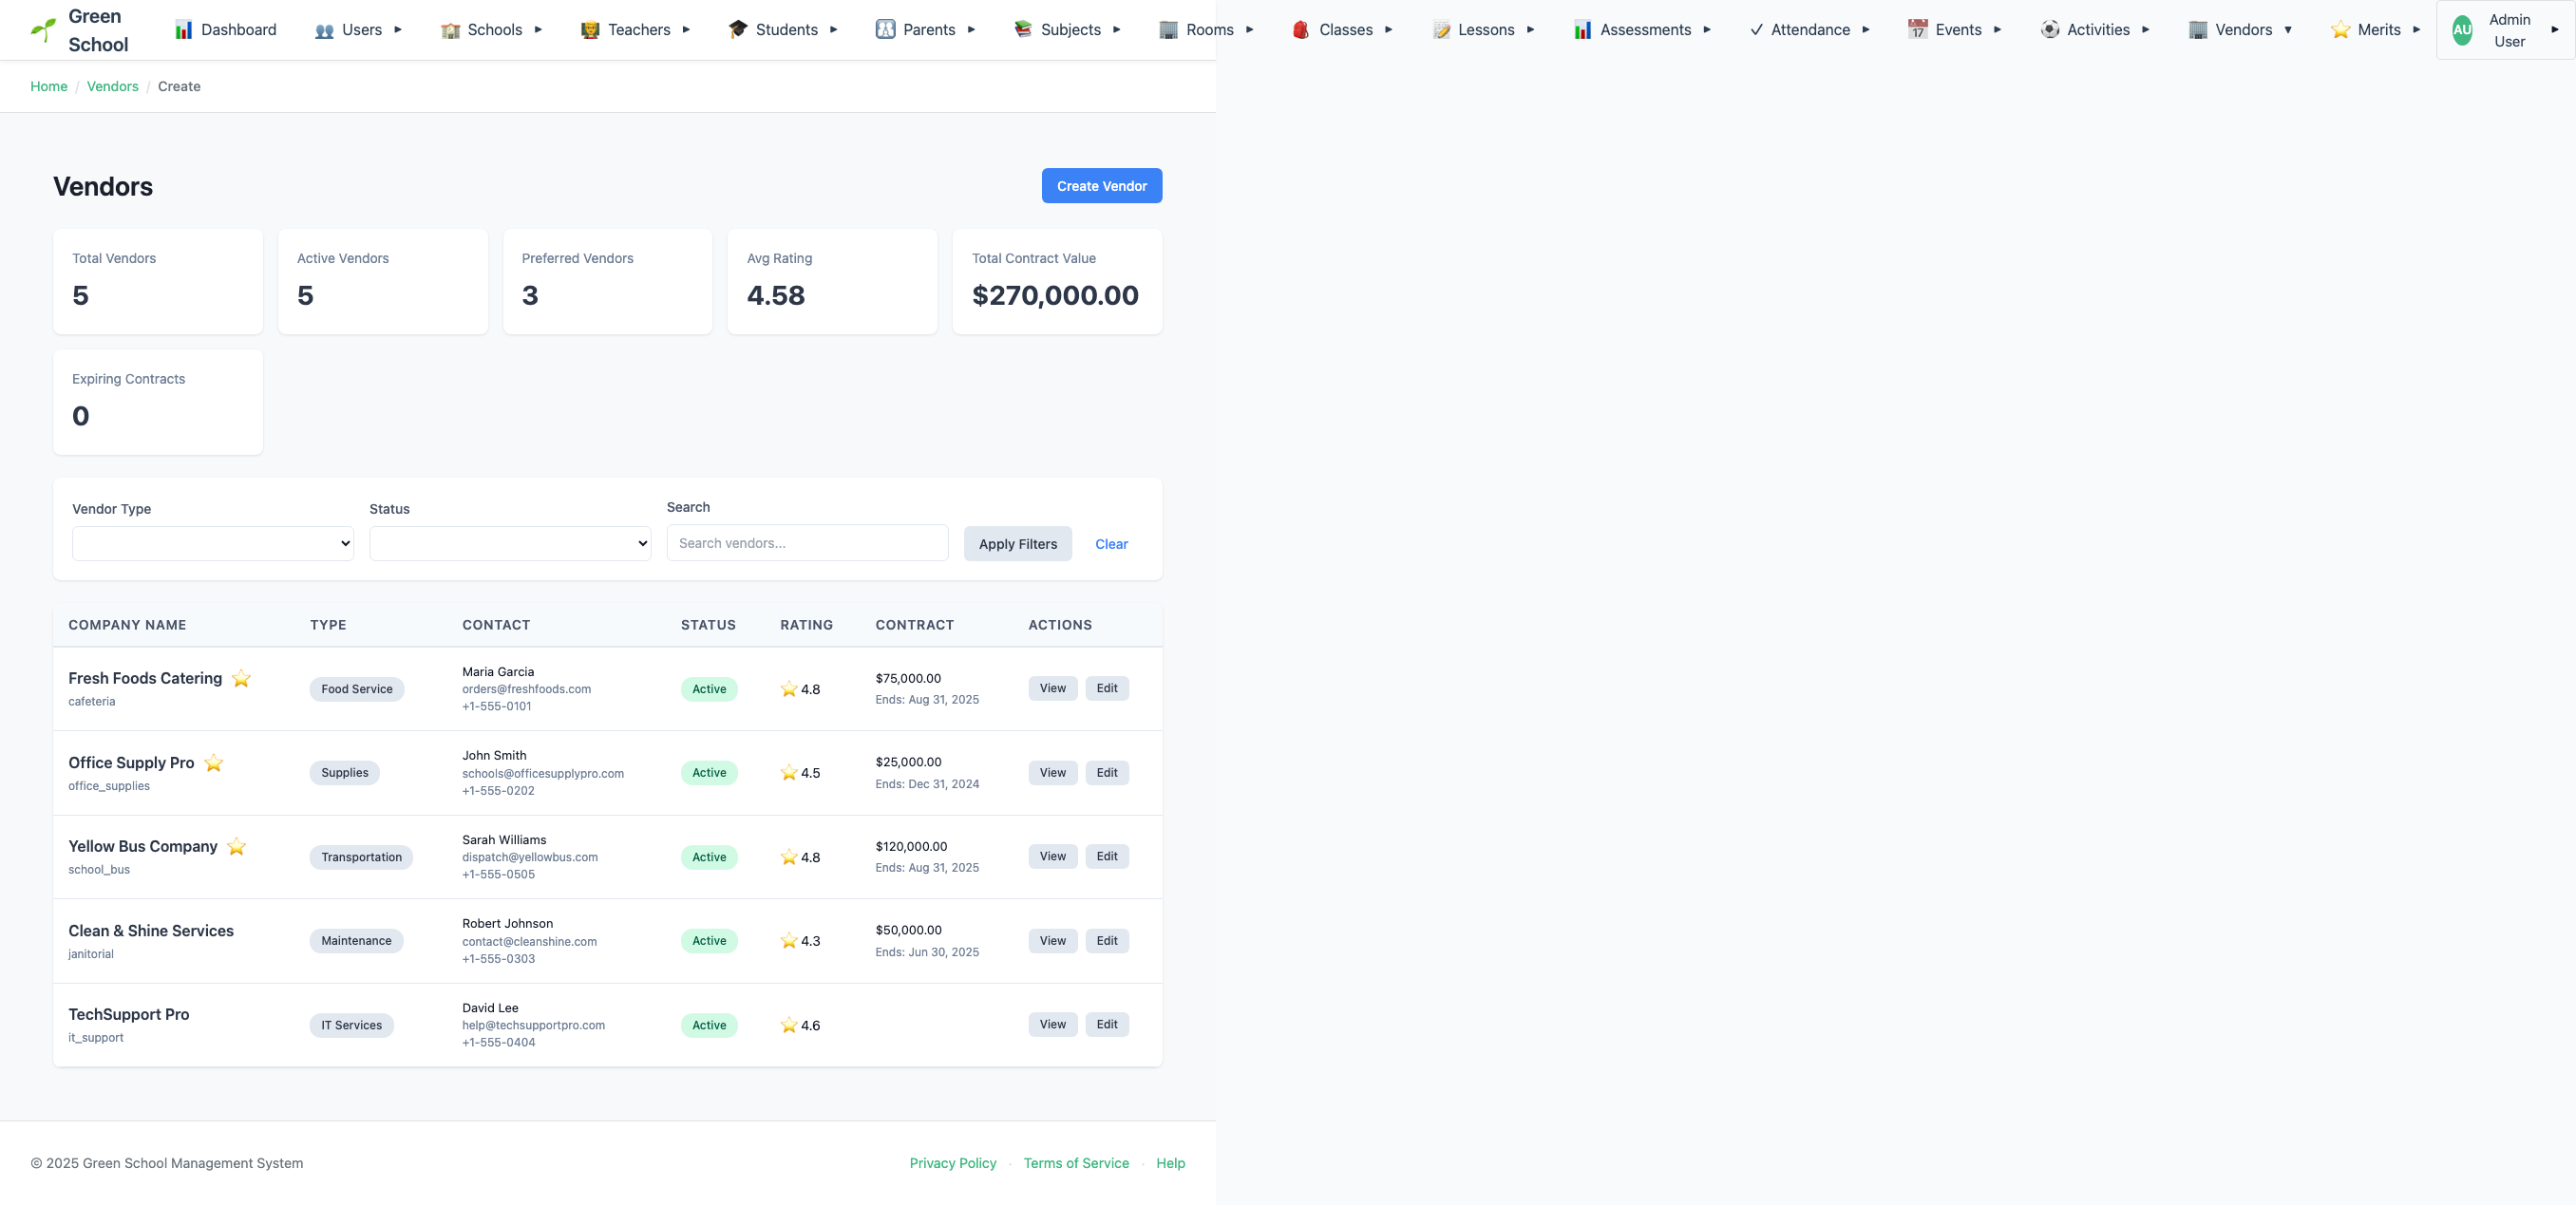 Green School
Dashboard
Users
Schools
Teachers
Students
Parents
Subjects
Rooms
Classes
Lessons
Assessments
Attendance
Events
Activities
Vendors
Merits
AU
Admin User
Home / Vendors / Create
Vendors
Create Vendor
Total Vendors
5
Active Vendors
5
Preferred Vendors
3
Avg Rating
4.58
Total Contract Value
$270,000.00
Expiring Contracts
0
Vendor Type
Status
Search
Search vendors...
Apply Filters
Clear
COMPANY NAME TYPE CONTACT STATUS RATING CONTRACT ACTIONS
Fresh Foods Catering
cafeteria
Food Service
Maria Garcia
orders@freshfoods.com
+1-555-0101
Active
4.8
$75,000.00
Ends: Aug 31, 2025
View Edit
Office Supply Pro
office_supplies
Supplies
John Smith
schools@officesupplypro.com
+1-555-0202
Active
4.5
$25,000.00
Ends: Dec 31, 2024
View Edit
Yellow Bus Company
school_bus
Transportation
Sarah Williams
dispatch@yellowbus.com
+1-555-0505
Active
4.8
$120,000.00
Ends: Aug 31, 2025
View Edit
Clean & Shine Services
janitorial
Maintenance
Robert Johnson
contact@cleanshine.com
+1-555-0303
Active
4.3
$50,000.00
Ends: Jun 30, 2025
View Edit
TechSupport Pro
it_support
IT Services
David Lee
help@techsupportpro.com
+1-555-0404
Active
4.6
View Edit
© 2025 Green School Management System
Privacy Policy · Terms of Service · Help